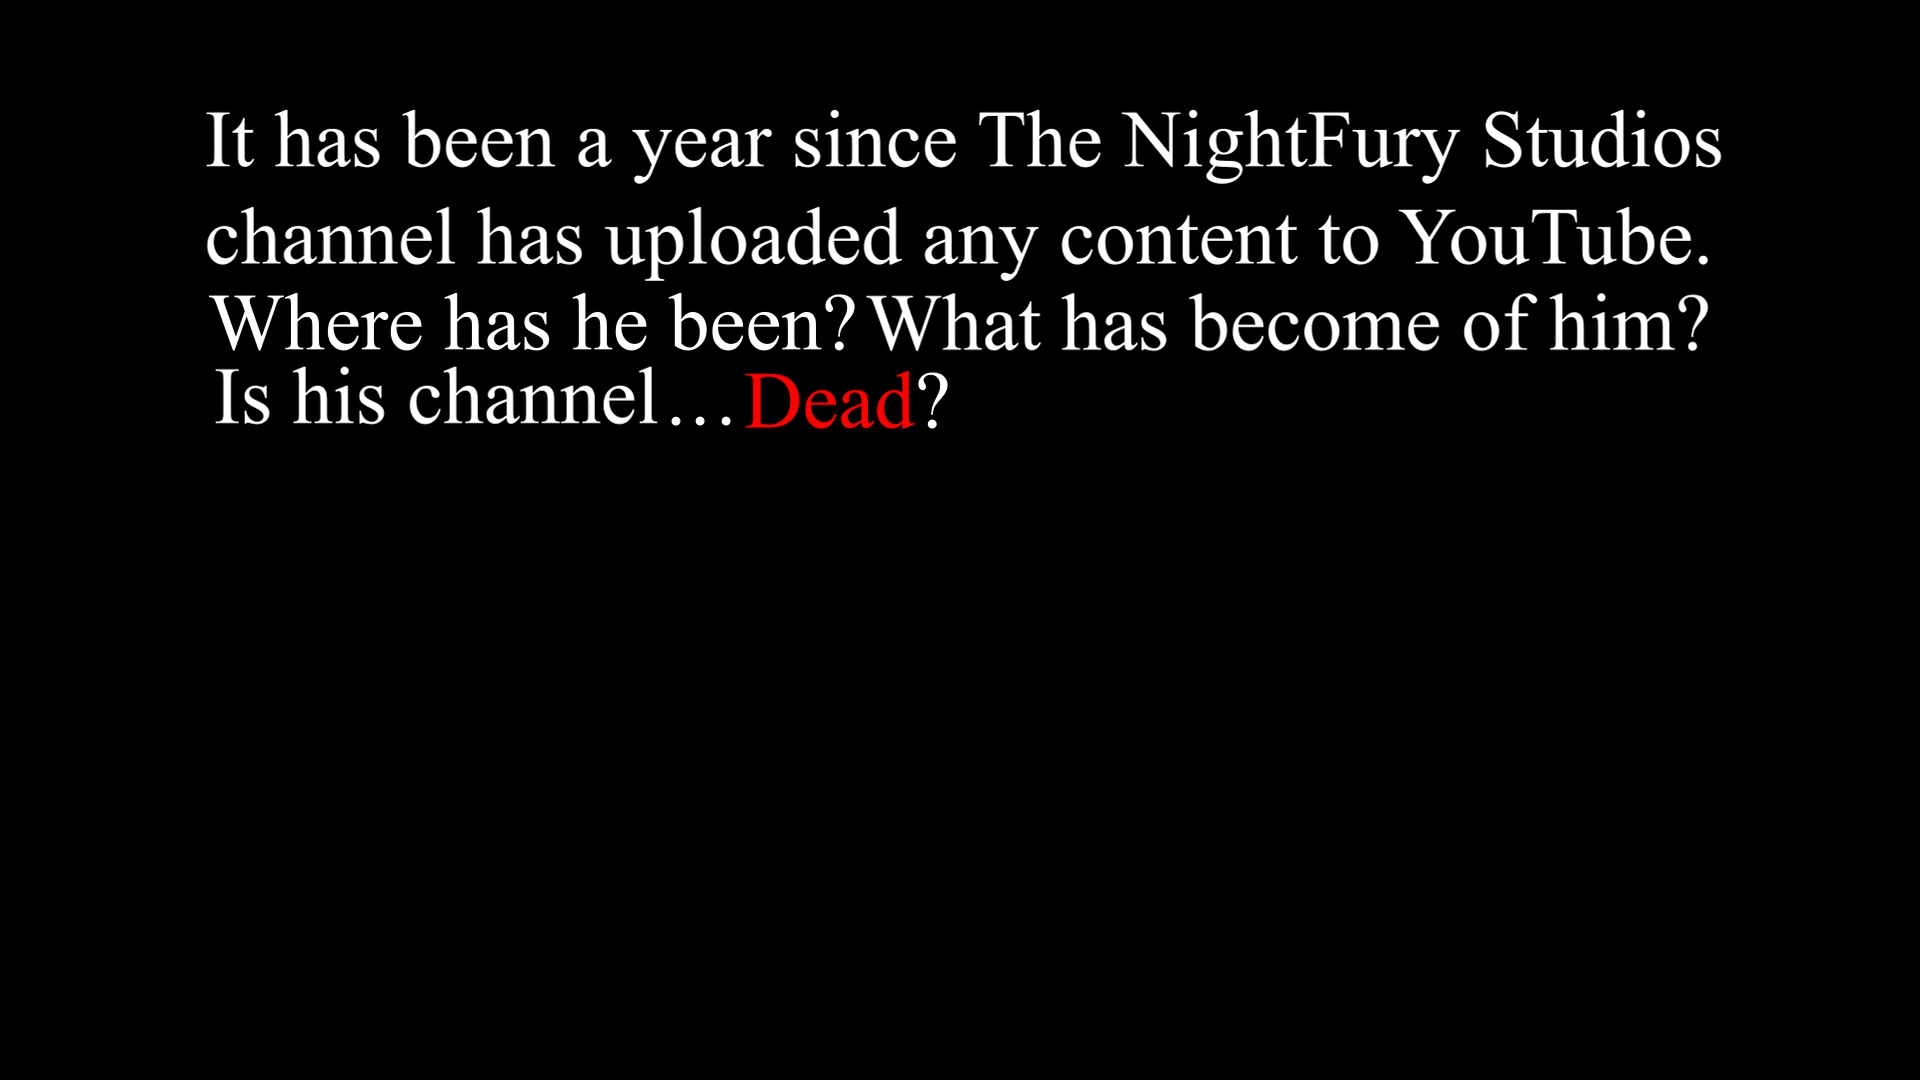 It has been a year since The NightFury Studios
channel has uploaded any content to YouTube.
Where has he been? What has become of him?
Is his channel...Dead?